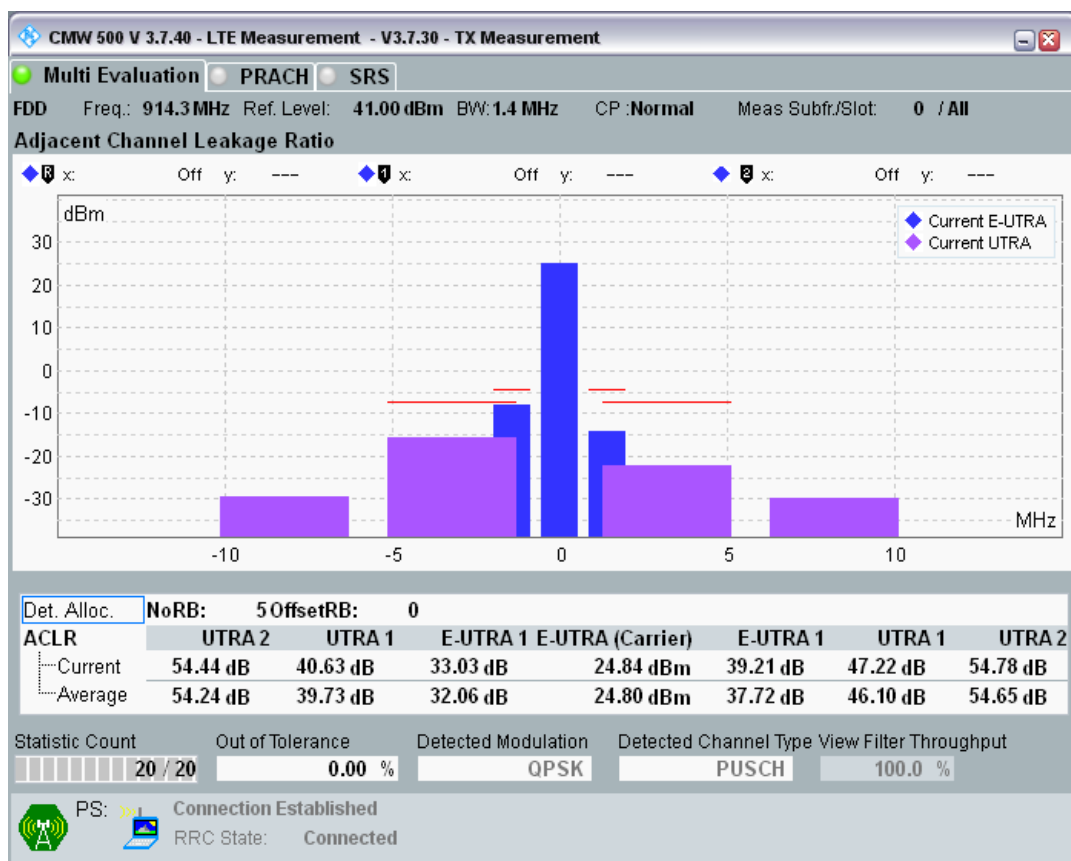 CMW 500 V 3.7.40 - LTE Measurement - V3.7.30 - TX Measurement
Multi Evaluation PRACH SRS
FDD Freq.: 914.3 MHz Ref. Level: 41.00 dBm BW: 1.4 MHz CP :Normal Meas Subfr./Slot: 0 / All
Adjacent Channel Leakage Ratio
R x: Off y: --- 1 x: Off y: --- 2 x: Off y: ---
dBm
Current E-UTRA
Current UTRA
30
20
10
0
-10
-20
-30
MHz
-10 -5 0 5 10
Det. Alloc. NoRB: 5 OffsetRB: 0
ACLR UTRA 2 UTRA 1 E-UTRA 1 E-UTRA (Carrier) E-UTRA 1 UTRA 1 UTRA 2
Current 54.44 dB 40.63 dB 33.03 dB 24.84 dBm 39.21 dB 47.22 dB 54.78 dB
Average 54.24 dB 39.73 dB 32.06 dB 24.80 dBm 37.72 dB 46.10 dB 54.65 dB
Statistic Count Out of Tolerance Detected Modulation Detected Channel Type View Filter Throughput
20 / 20 0.00 % QPSK PUSCH 100.0 %
PS: Connection Established
RRC State: Connected